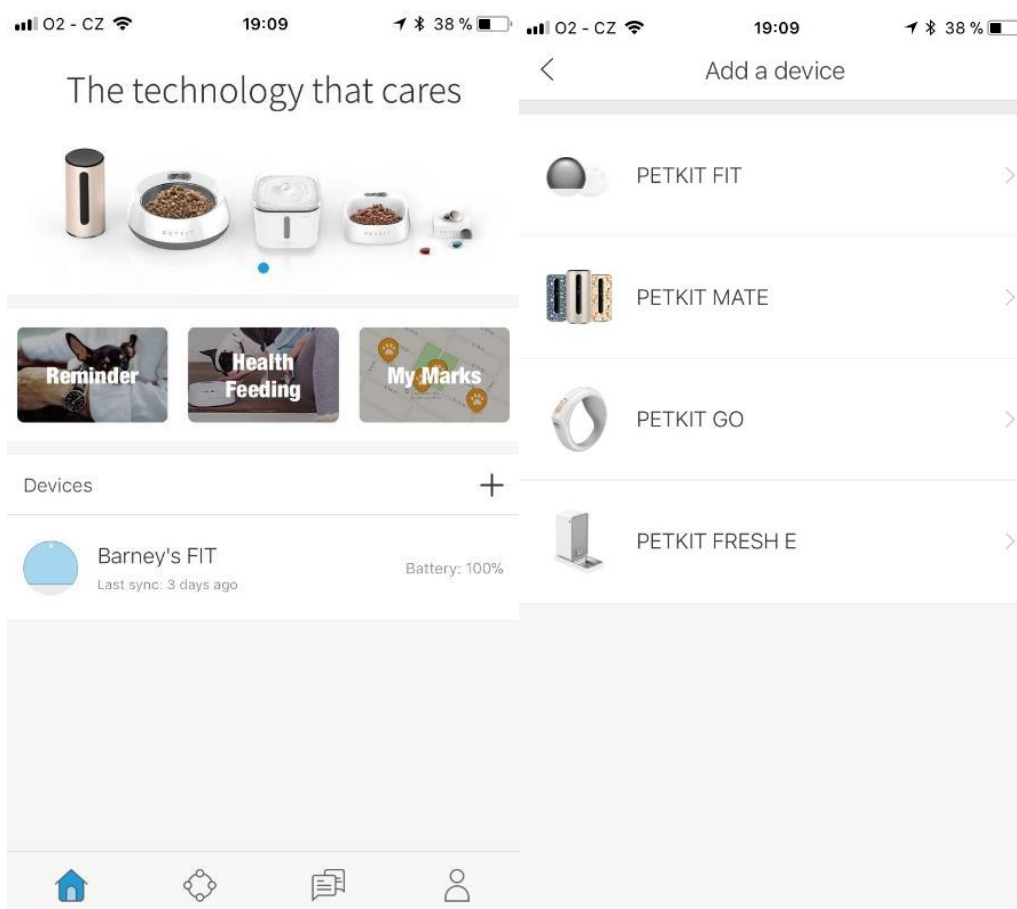 O2 - CZ 19:09 38 %
The technology that cares
PETKIT
Reminder
Health
Feeding
My Marks
Devices
Barney's FIT
Last sync: 3 days ago
Battery: 100%
O2 - CZ 19:09 38 %
Add a device
PETKIT FIT
PETKIT MATE
PETKIT GO
PETKIT FRESH E